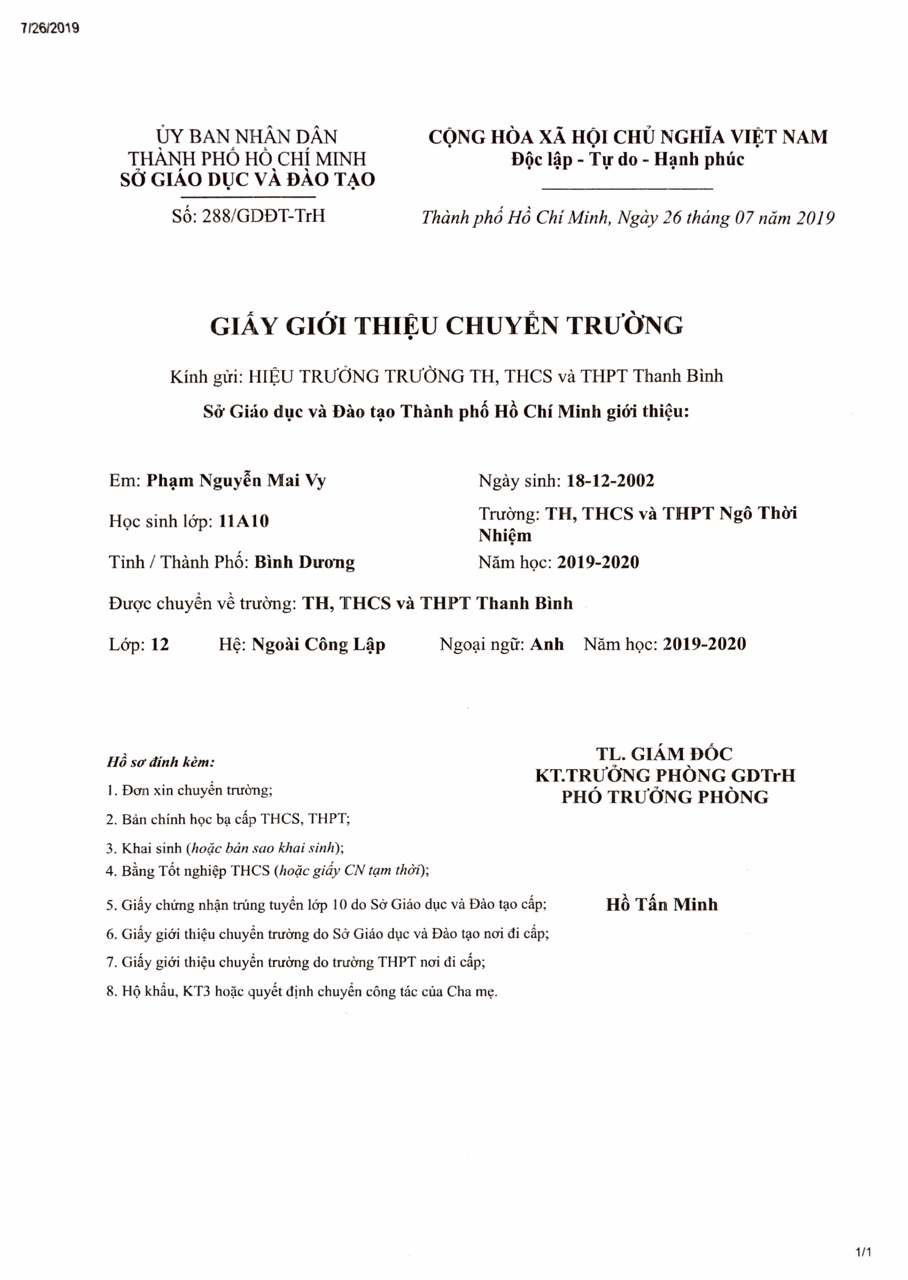 7/26/2019
ỦY BAN NHÂN DÂN
THÀNH PHỐ HỒ CHÍ MINH
SỞ GIÁO DỤC VÀ ĐÀO TẠO
Số: 288/GDĐT-TrH
CỘNG HÒA XÃ HỘI CHỦ NGHĨA VIỆT NAM
Độc lập - Tự do - Hạnh phúc
Thành phố Hồ Chí Minh, Ngày 26 tháng 07 năm 2019
GIẤY GIỚI THIỆU CHUYỂN TRƯỜNG
Kính gửi: HIỆU TRƯỞNG TRƯỜNG TH, THCS và THPT Thanh Bình
Sở Giáo dục và Đào tạo Thành phố Hồ Chí Minh giới thiệu:
Em: Phạm Nguyễn Mai Vy
Ngày sinh: 18-12-2002
Học sinh lớp: 11A10
Trường: TH, THCS và THPT Ngô Thời
Nhiệm
Tỉnh / Thành Phố: Bình Dương
Năm học: 2019-2020
Được chuyển về trường: TH, THCS và THPT Thanh Bình
Lớp: 12 Hệ: Ngoài Công Lập Ngoại ngữ: Anh Năm học: 2019-2020
Hồ sơ đính kèm:
1. Đơn xin chuyển trường;
2. Bản chính học bạ cấp THCS, THPT;
3. Khai sinh (hoặc bản sao khai sinh);
4. Bằng Tốt nghiệp THCS (hoặc giấy CN tạm thời);
5. Giấy chứng nhận trúng tuyển lớp 10 do Sở Giáo dục và Đào tạo cấp;
6. Giấy giới thiệu chuyển trường do Sở Giáo dục và Đào tạo nơi đi cấp;
7. Giấy giới thiệu chuyển trường do trường THPT nơi đi cấp;
8. Hộ khẩu, KT3 hoặc quyết định chuyển công tác của Cha mẹ.
TL. GIÁM ĐỐC
KT.TRƯỞNG PHÒNG GDTrH
PHÓ TRƯỞNG PHÒNG
Hồ Tấn Minh
1/1